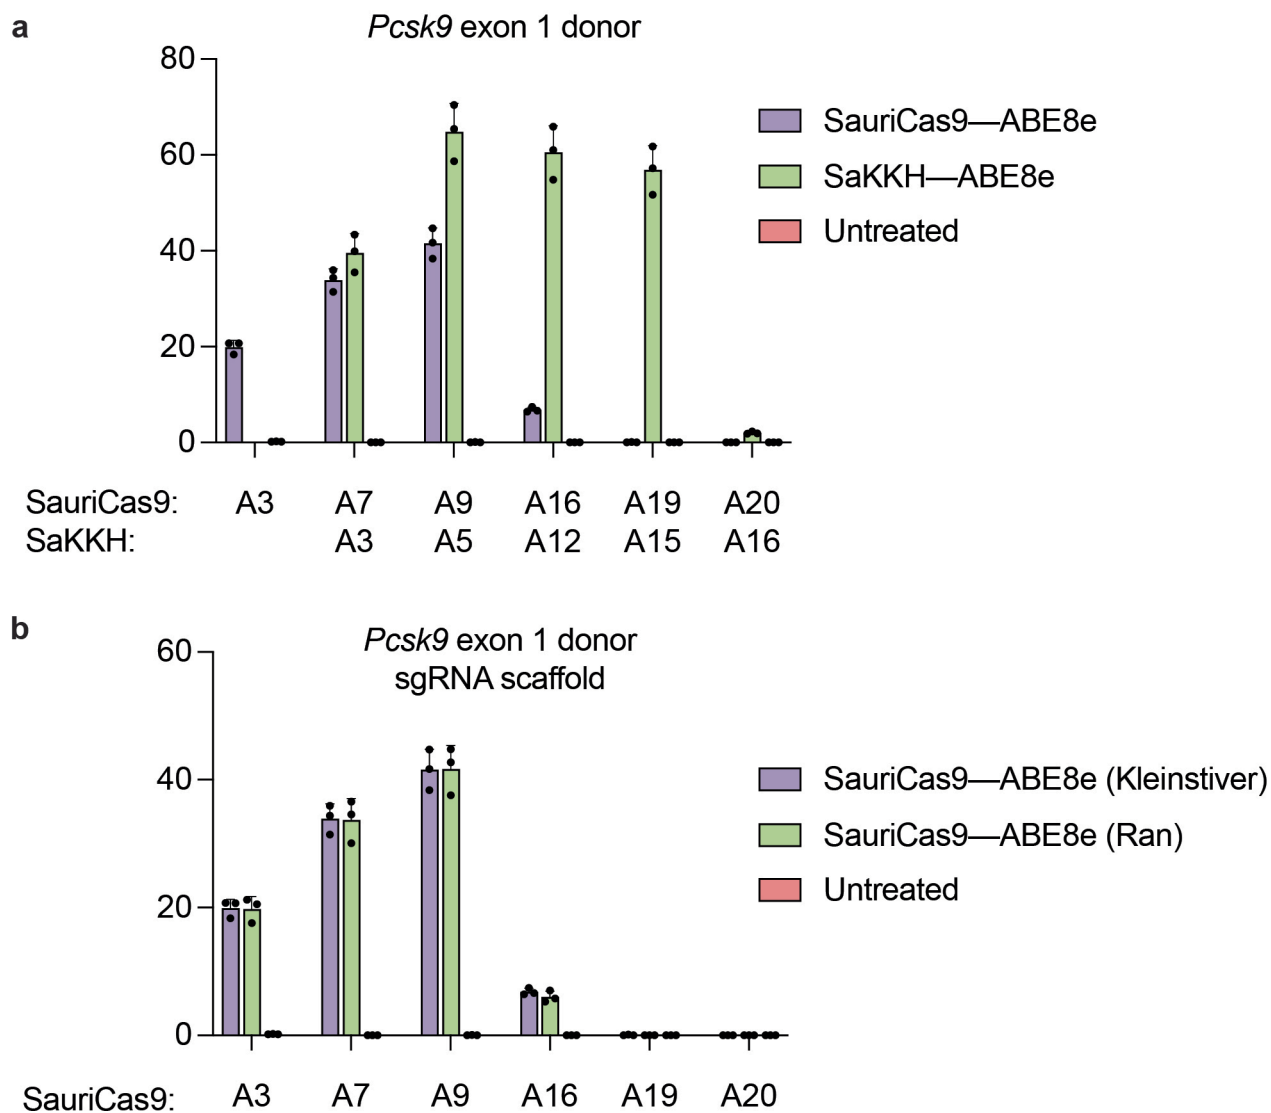 a
Pcsk9 exon 1 donor
80
60
40
20
0
SauriCas9—ABE8e
SaKKH—ABE8e
Untreated
SauriCas9: A3 A7 A9 A16 A19 A20
SaKKH: A3 A5 A12 A15 A16
b
Pcsk9 exon 1 donor
sgRNA scaffold
60
40
20
0
SauriCas9—ABE8e (Kleinstiver)
SauriCas9—ABE8e (Ran)
Untreated
SauriCas9: A3 A7 A9 A16 A19 A20